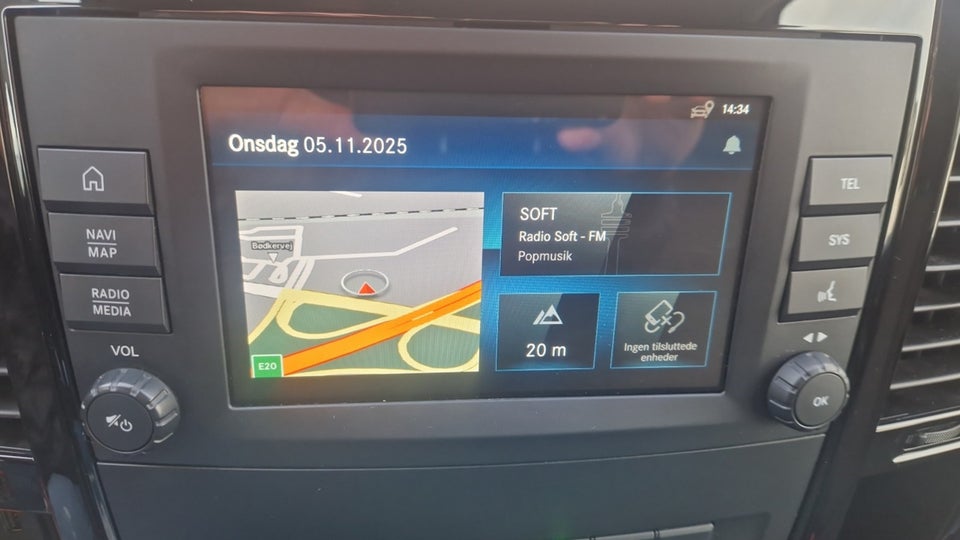 14:34
Onsdag 05.11.2025
NAVI
MAP
RADIO
MEDIA
VOL
Bødkervej
E20
SOFT
Radio Soft - FM
Popmusik
20 m
Ingen tilsluttede
enheder
TEL
SYS
OK